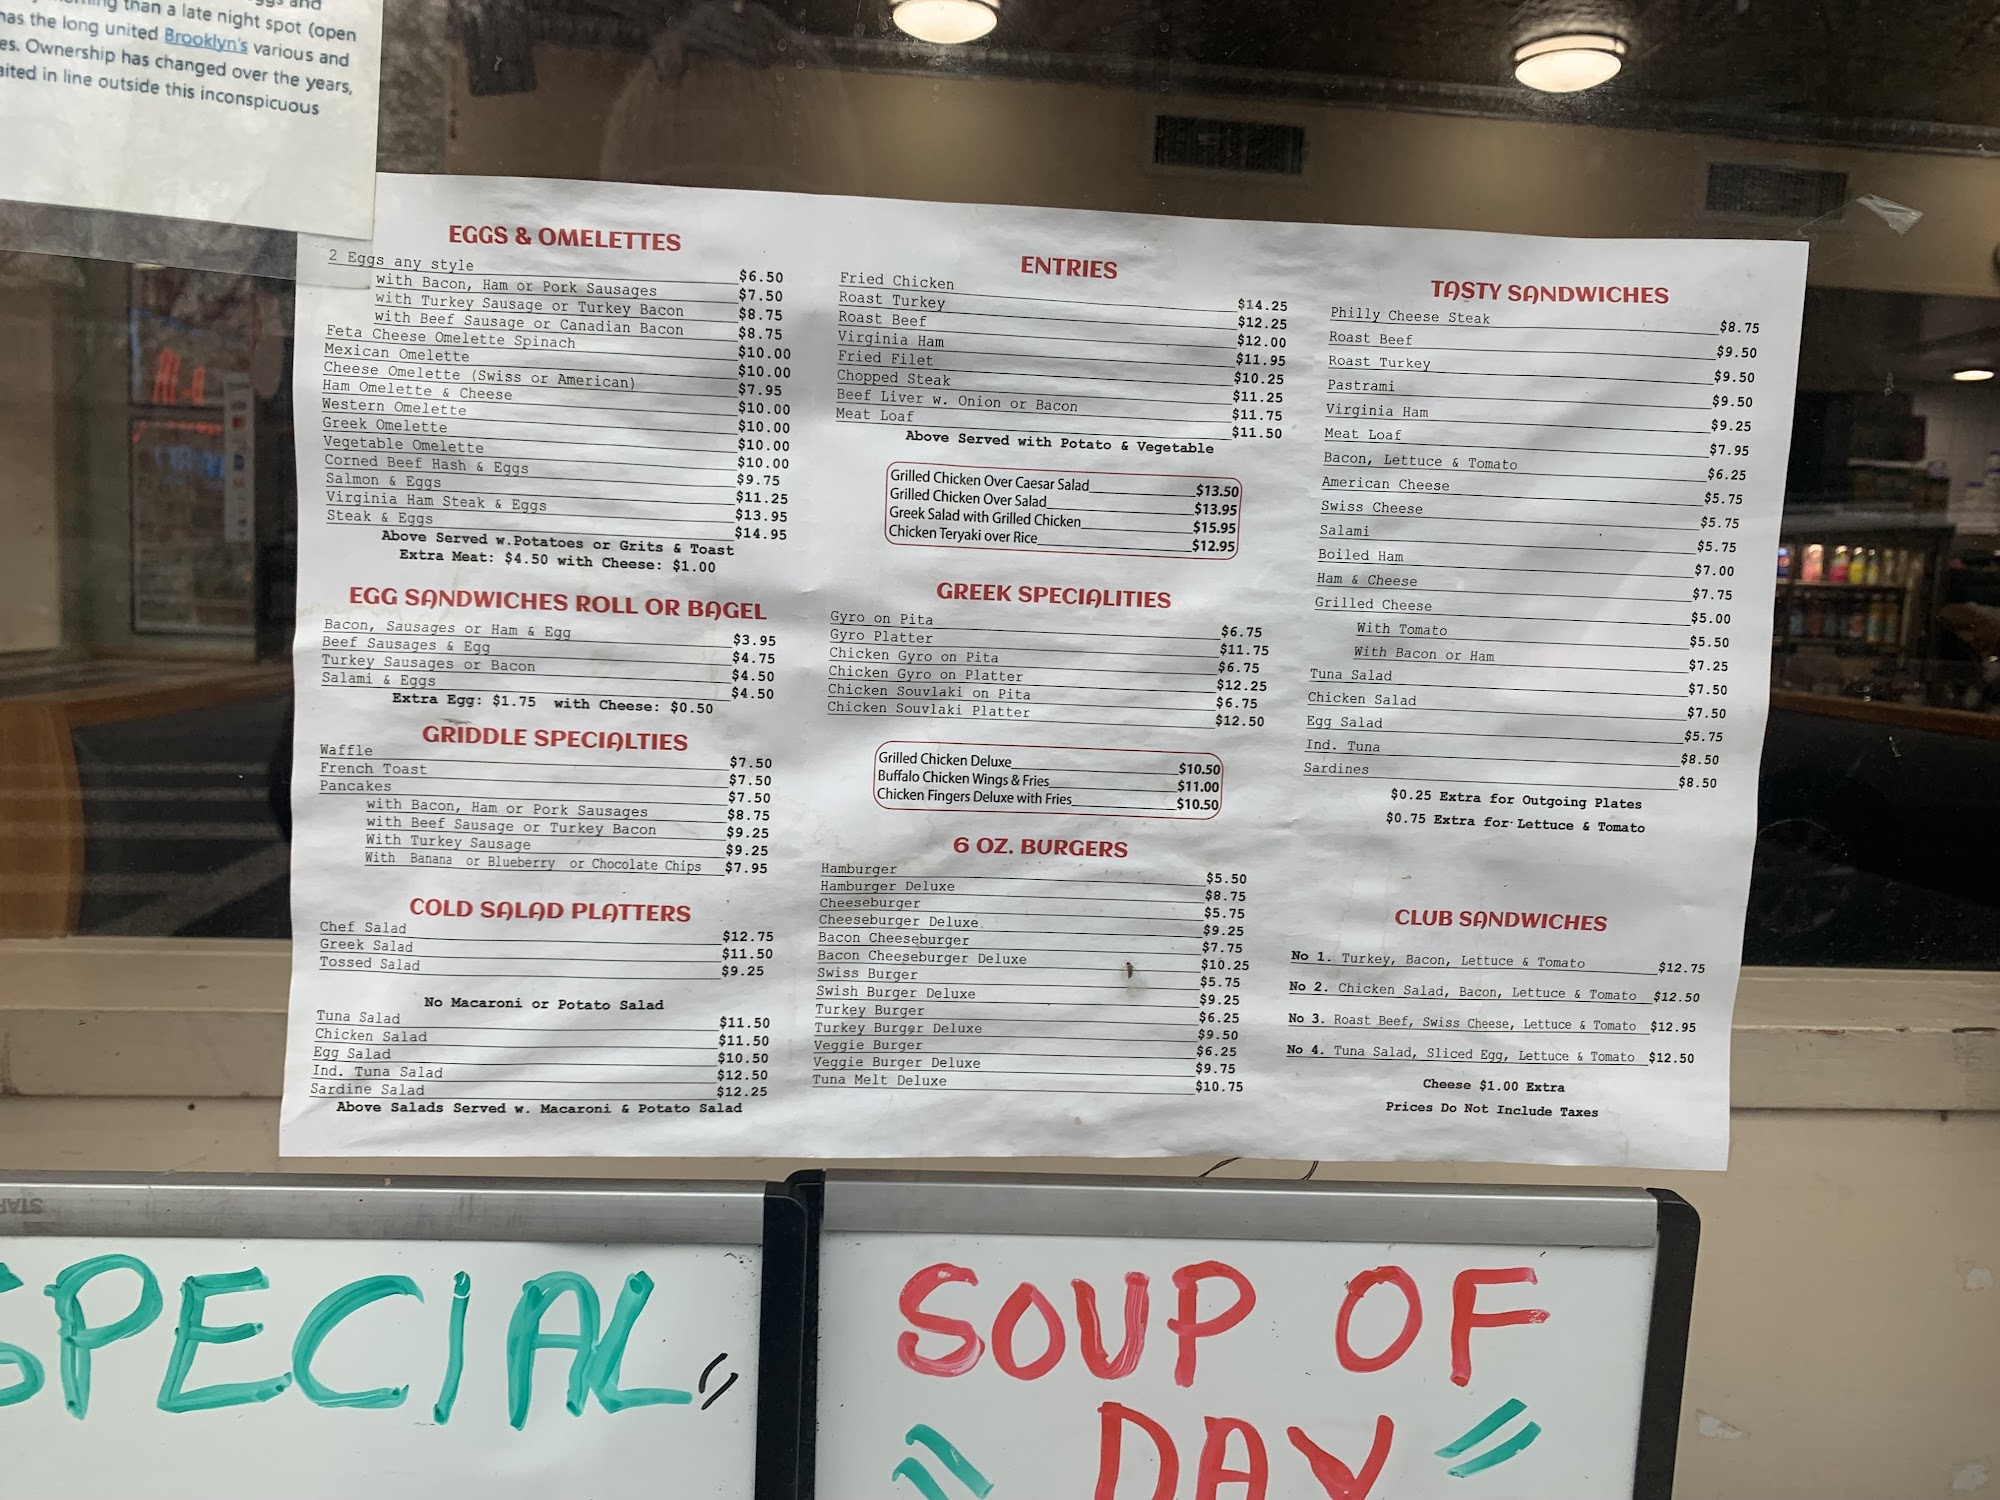 ggs and
ning than a late night spot (open
has the long united Brooklyn's various and
es. Ownership has changed over the years,
aited in line outside this inconspicuous
EGGS & OMELETTES
2 Eggs any style $6.50
with Bacon, Ham or Pork Sausages $7.50
with Turkey Sausage or Turkey Bacon $8.75
with Beef Sausage or Canadian Bacon $8.75
Feta Cheese Omelette Spinach $10.00
Mexican Omelette $10.00
Cheese Omelette (Swiss or American) $7.95
Ham Omelette & Cheese $10.00
Western Omelette $10.00
Greek Omelette $10.00
Vegetable Omelette $10.00
Corned Beef Hash & Eggs $9.75
Salmon & Eggs $11.25
Virginia Ham Steak & Eggs $13.95
Steak & Eggs $14.95
Above Served w.Potatoes or Grits & Toast
Extra Meat: $4.50 with Cheese: $1.00
EGG SANDWICHES ROLL OR BAGEL
Bacon, Sausages or Ham & Egg $3.95
Beef Sausages & Egg $4.75
Turkey Sausages or Bacon $4.50
Salami & Eggs $4.50
Extra Egg: $1.75 with Cheese: $0.50
GRIDDLE SPECIALTIES
Waffle $7.50
French Toast $7.50
Pancakes $7.50
with Bacon, Ham or Pork Sausages $8.75
with Beef Sausage or Turkey Bacon $9.25
With Turkey Sausage $9.25
With Banana or Blueberry or Chocolate Chips $7.95
COLD SALAD PLATTERS
Chef Salad $12.75
Greek Salad $11.50
Tossed Salad $9.25
No Macaroni or Potato Salad
Tuna Salad $11.50
Chicken Salad $11.50
Egg Salad $10.50
Ind. Tuna Salad $12.50
Sardine Salad $12.25
Above Salads Served w. Macaroni & Potato Salad
ENTRIES
Fried Chicken $14.25
Roast Turkey $12.25
Roast Beef $12.00
Virginia Ham $11.95
Fried Filet $10.25
Chopped Steak $11.25
Beef Liver w. Onion or Bacon $11.75
Meat Loaf $11.50
Above Served with Potato & Vegetable
Grilled Chicken Over Caesar Salad $13.50
Grilled Chicken Over Salad $13.95
Greek Salad with Grilled Chicken $15.95
Chicken Teryaki over Rice $12.95
GREEK SPECIALITIES
Gyro on Pita $6.75
Gyro Platter $11.75
Chicken Gyro on Pita $6.75
Chicken Gyro on Platter $12.25
Chicken Souvlaki on Pita $6.75
Chicken Souvlaki Platter $12.50
Grilled Chicken Deluxe $10.50
Buffalo Chicken Wings & Fries $11.00
Chicken Fingers Deluxe with Fries $10.50
6 OZ. BURGERS
Hamburger $5.50
Hamburger Deluxe $8.75
Cheeseburger $5.75
Cheeseburger Deluxe $9.25
Bacon Cheeseburger $7.75
Bacon Cheeseburger Deluxe $10.25
Swiss Burger $5.75
Swish Burger Deluxe $9.25
Turkey Burger $6.25
Turkey Burger Deluxe $9.50
Veggie Burger $6.25
Veggie Burger Deluxe $9.75
Tuna Melt Deluxe $10.75
TASTY SANDWICHES
Philly Cheese Steak $8.75
Roast Beef $9.50
Roast Turkey $9.50
Pastrami $9.50
Virginia Ham $9.25
Meat Loaf $7.95
Bacon, Lettuce & Tomato $6.25
American Cheese $5.75
Swiss Cheese $5.75
Salami $5.75
Boiled Ham $7.00
Ham & Cheese $7.75
Grilled Cheese $5.00
With Tomato $5.50
With Bacon or Ham $7.25
Tuna Salad $7.50
Chicken Salad $7.50
Egg Salad $5.75
Ind. Tuna $8.50
Sardines $8.50
$0.25 Extra for Outgoing Plates
$0.75 Extra for Lettuce & Tomato
CLUB SANDWICHES
No 1. Turkey, Bacon, Lettuce & Tomato $12.75
No 2. Chicken Salad, Bacon, Lettuce & Tomato $12.50
No 3. Roast Beef, Swiss Cheese, Lettuce & Tomato $12.95
No 4. Tuna Salad, Sliced Egg, Lettuce & Tomato $12.50
Cheese $1.00 Extra
Prices Do Not Include Taxes
SPECIAL "
SOUP OF
" DAY "